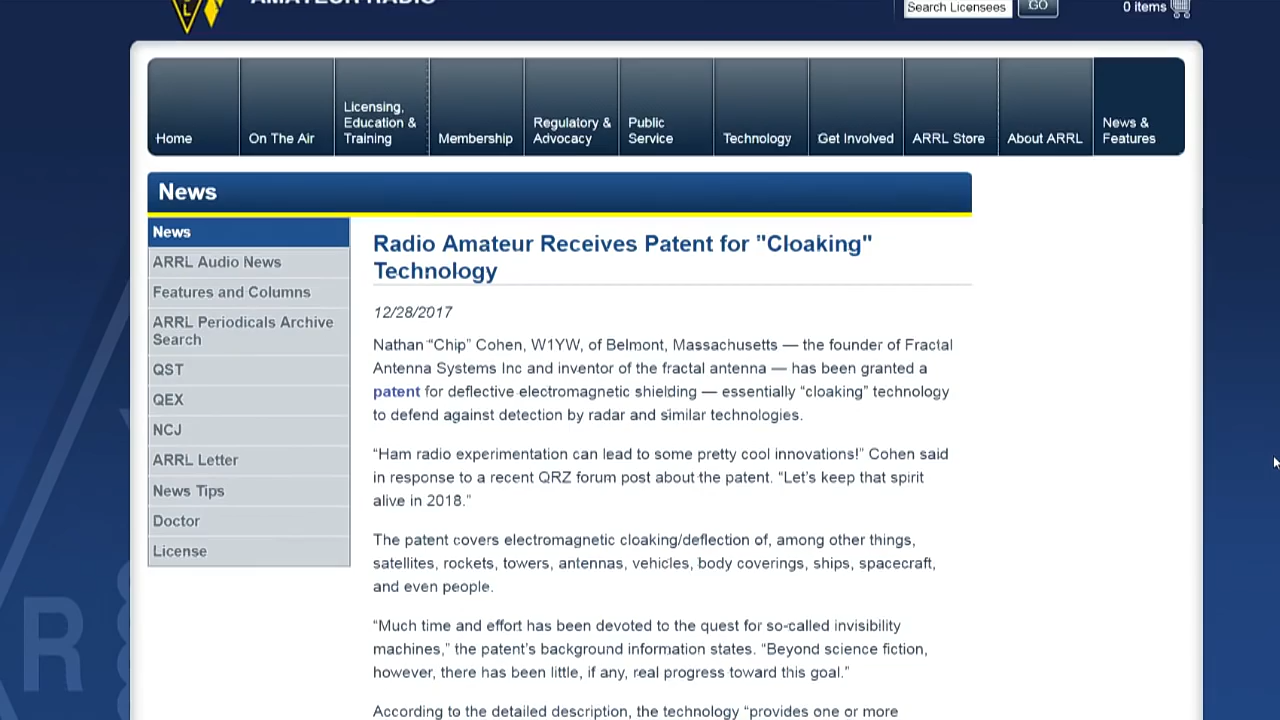 AMATEUR RADIO
Search Licensees
GO
0 items
Home
On The Air
Licensing,
Education &
Training
Membership
Regulatory &
Advocacy
Public
Service
Technology
Get Involved
ARRL Store
About ARRL
News &
Features
News
News
ARRL Audio News
Features and Columns
ARRL Periodicals Archive
Search
QST
QEX
NCJ
ARRL Letter
News Tips
Doctor
License
Radio Amateur Receives Patent for "Cloaking"
Technology
12/28/2017
Nathan “Chip” Cohen, W1YW, of Belmont, Massachusetts — the founder of Fractal
Antenna Systems Inc and inventor of the fractal antenna — has been granted a
patent for deflective electromagnetic shielding — essentially “cloaking” technology
to defend against detection by radar and similar technologies.
“Ham radio experimentation can lead to some pretty cool innovations!” Cohen said
in response to a recent QRZ forum post about the patent. “Let’s keep that spirit
alive in 2018.”
The patent covers electromagnetic cloaking/deflection of, among other things,
satellites, rockets, towers, antennas, vehicles, body coverings, ships, spacecraft,
and even people.
“Much time and effort has been devoted to the quest for so-called invisibility
machines,” the patent’s background information states. “Beyond science fiction,
however, there has been little, if any, real progress toward this goal.”
According to the detailed description, the technology “provides one or more